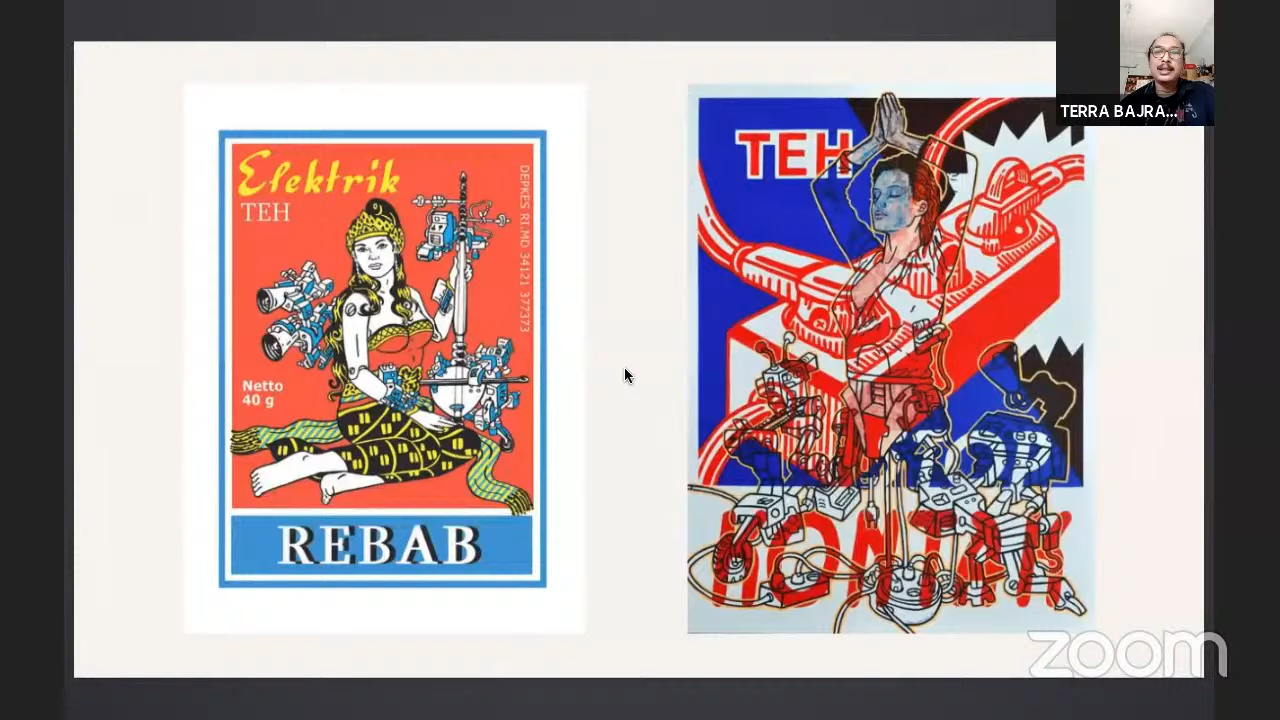 Elektrik
TEH
DEPKES RI.MD 34121 377373
Netto
40 g
REBAB
TEH
KONTAK
TERRA BAJRA...
zoom